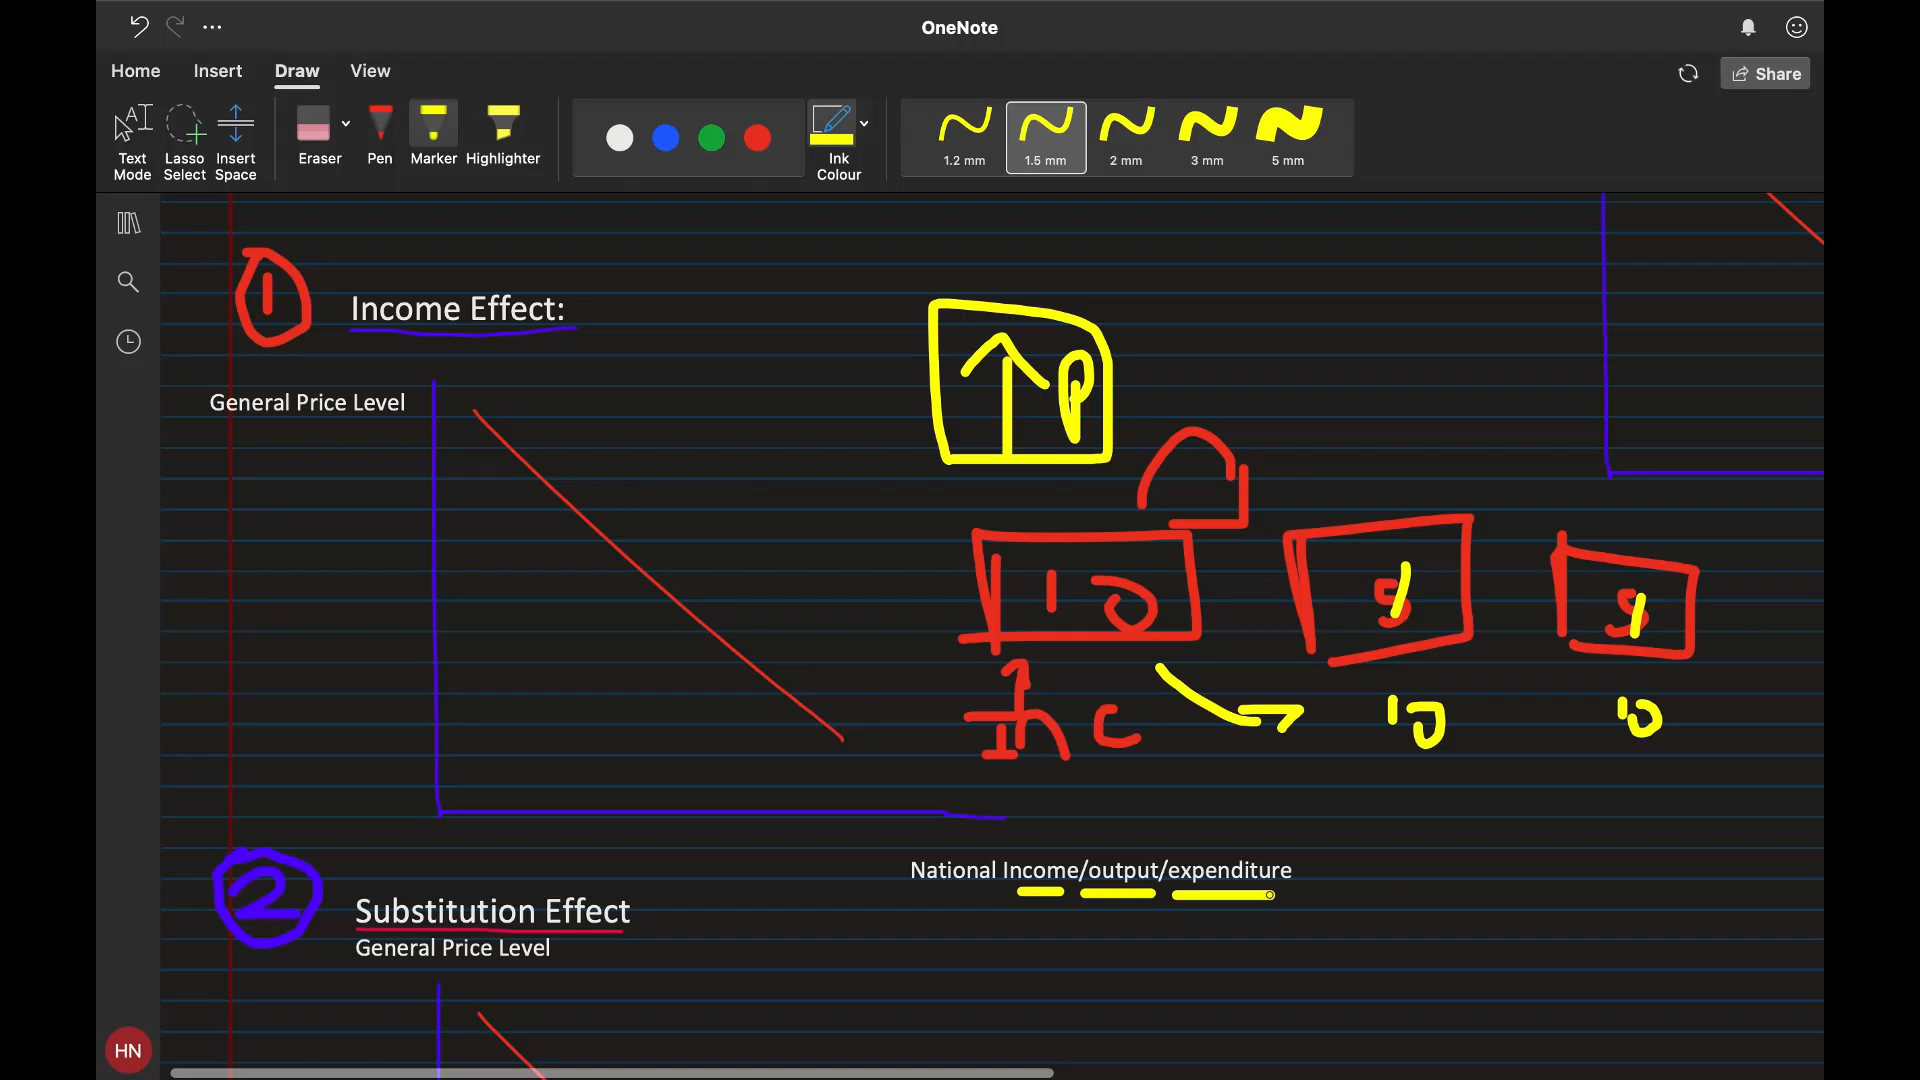 OneNote
Home Insert Draw View
Share
Text Mode
Lasso Select
Insert Space
Eraser
Pen
Marker
Highlighter
Ink Colour
1.2 mm
1.5 mm
2 mm
3 mm
5 mm
1 Income Effect:
↑P
General Price Level
10 5 5
Inc → 10 10
National Income/output/expenditure
2 Substitution Effect
General Price Level
HN